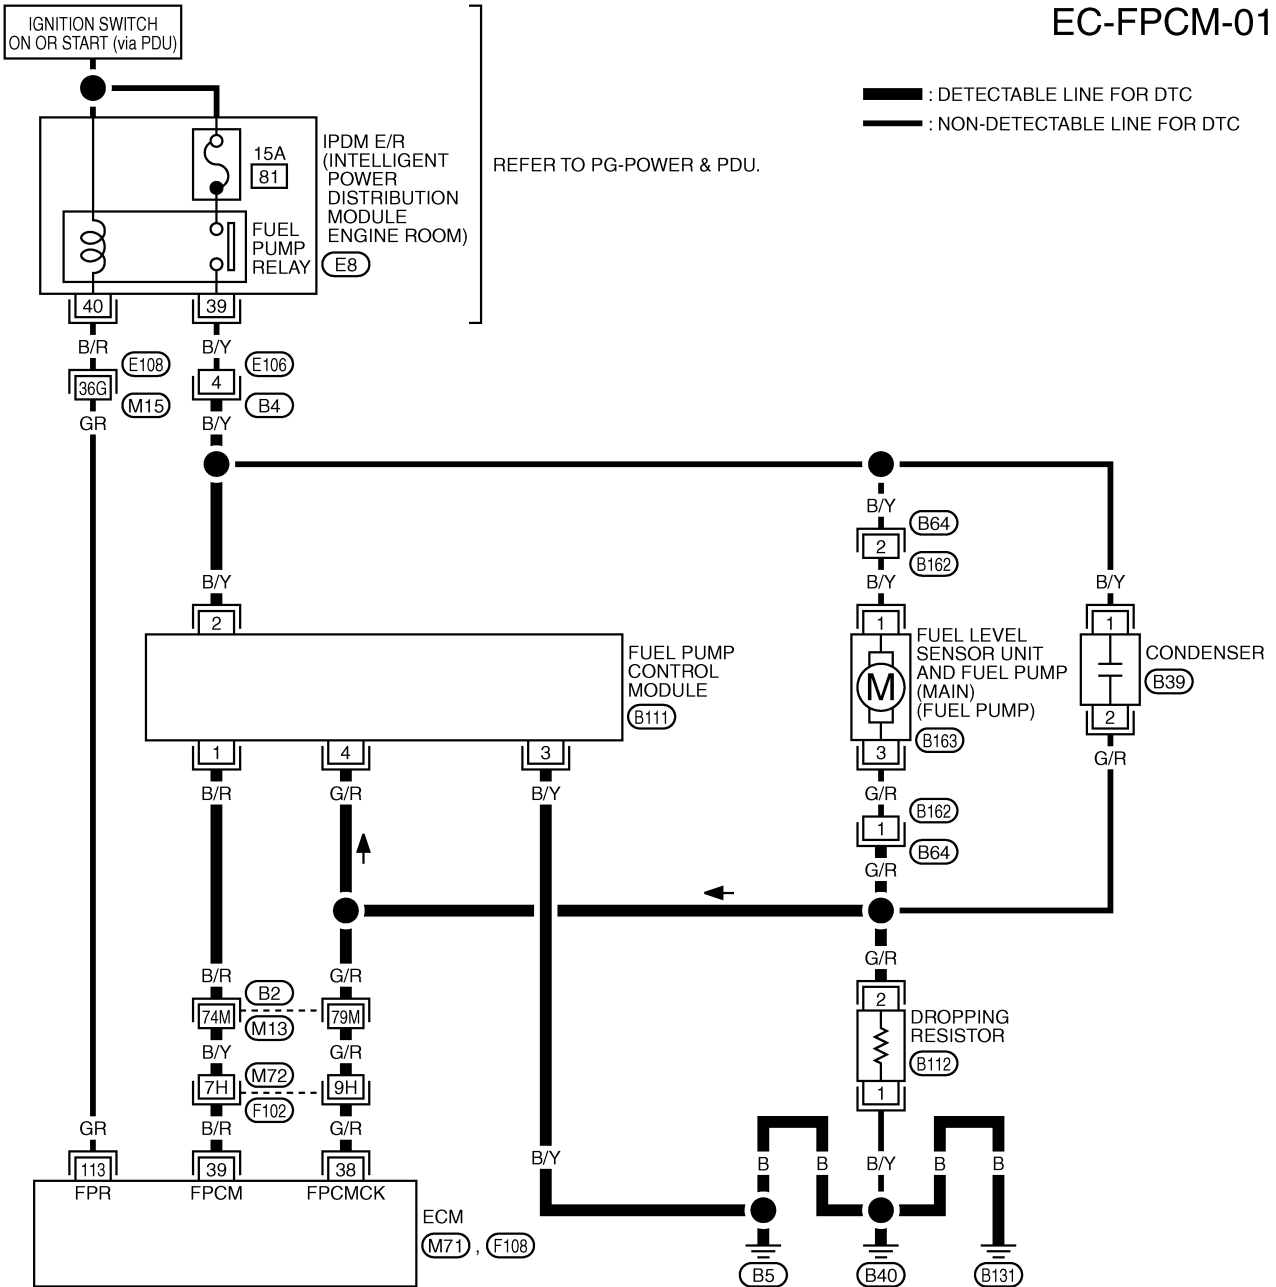 EC-FPCM-01
IGNITION SWITCH
ON OR START (via PDU)
: DETECTABLE LINE FOR DTC
: NON-DETECTABLE LINE FOR DTC
15A
81
IPDM E/R
(INTELLIGENT
POWER
DISTRIBUTION
MODULE
ENGINE ROOM)
E8
REFER TO PG-POWER & PDU.
FUEL
PUMP
RELAY
40
39
B/R
B/Y
E108
E106
36G
4
M15
B4
GR
B/Y
B/Y
B64
2
B162
B/Y
B/Y
B/Y
2
1
1
FUEL PUMP
CONTROL
MODULE
B111
FUEL LEVEL
SENSOR UNIT
AND FUEL PUMP
(MAIN)
(FUEL PUMP)
B163
M
CONDENSER
B39
2
1
4
3
3
G/R
B/R
G/R
B/Y
G/R
B162
1
B64
G/R
G/R
B/R
G/R
B2
74M
79M
M13
2
DROPPING
RESISTOR
B112
1
B/Y
G/R
M72
7H
9H
F102
GR
B/R
G/R
B/Y
B
B
B/Y
B
B
113
39
38
FPR
FPCM
FPCMCK
ECM
M71 , F108
B5
B40
B131